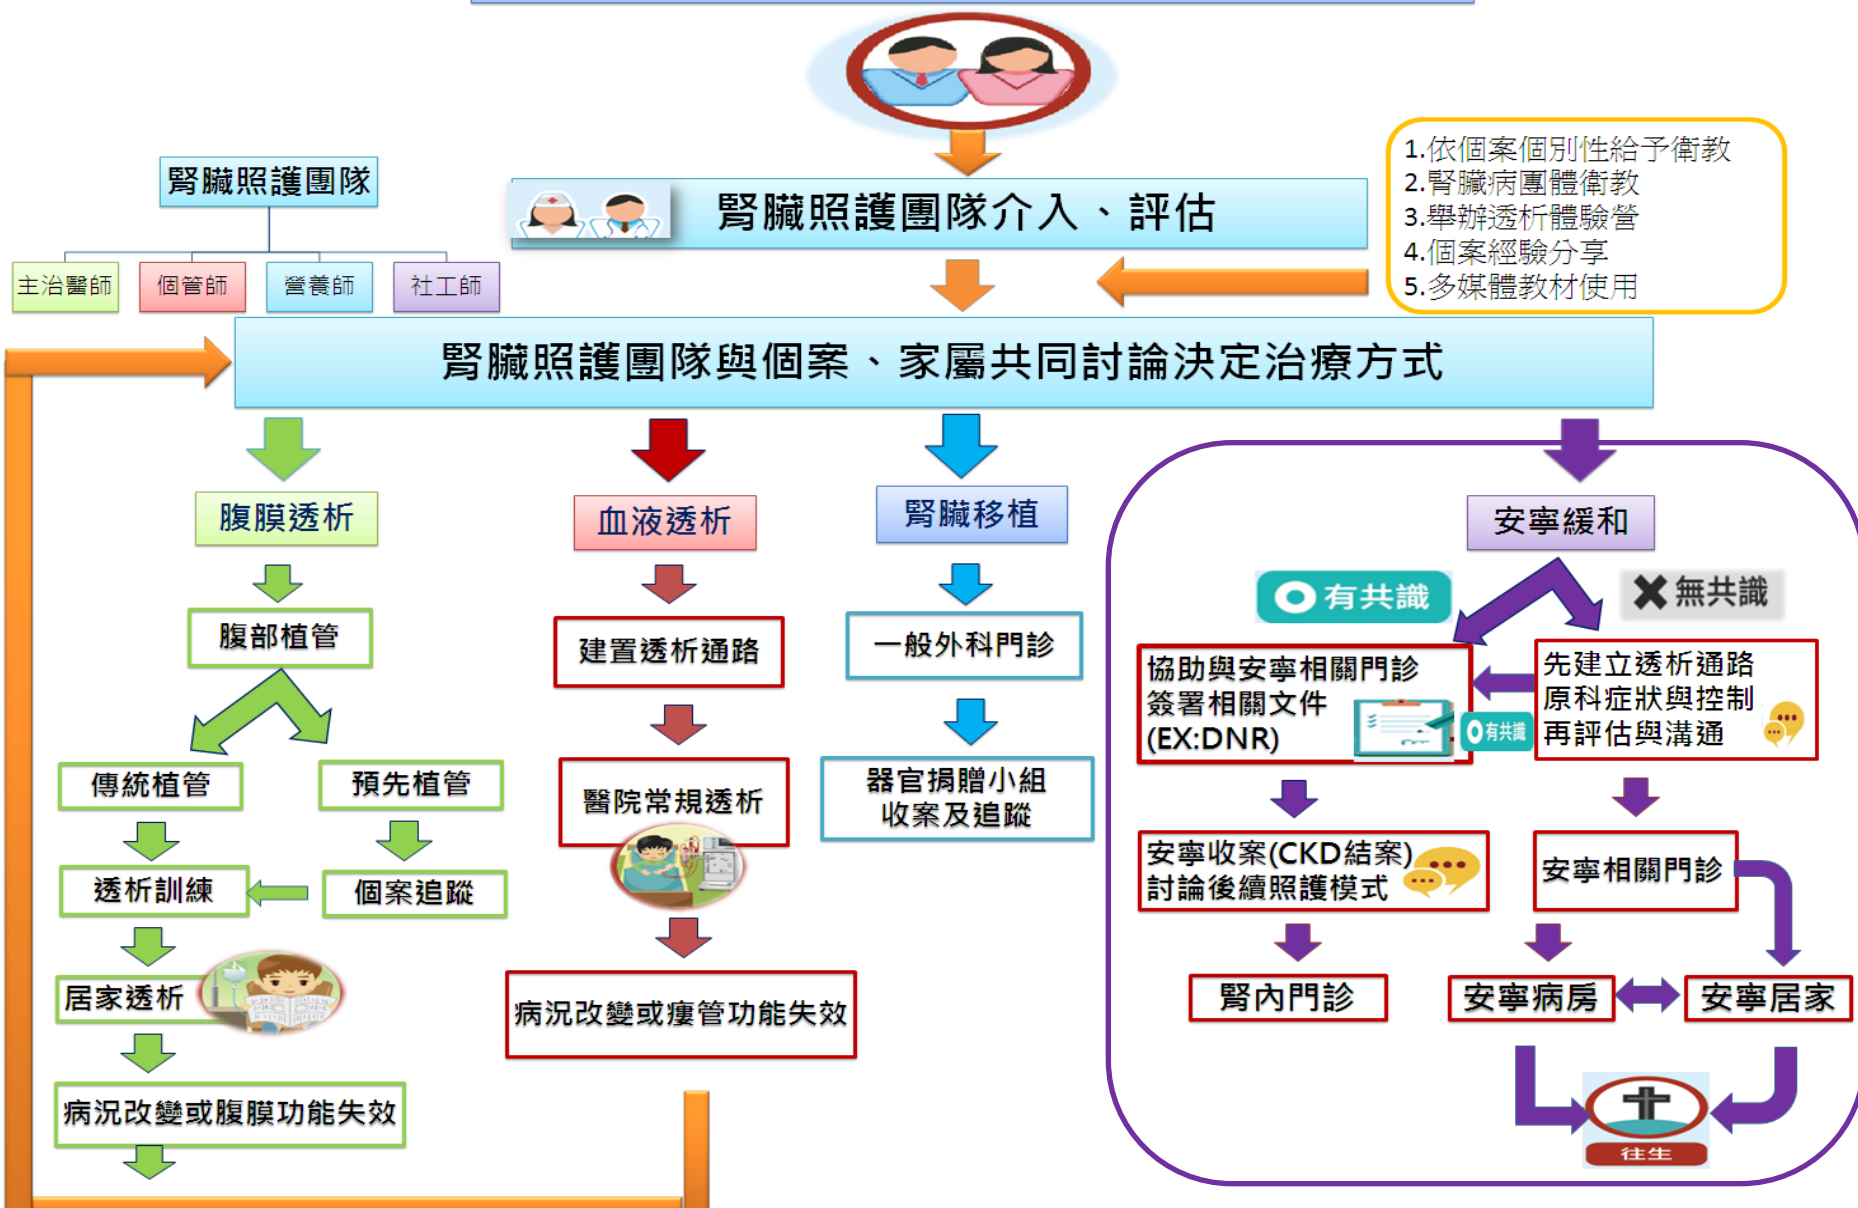 腎臟照護團隊
主治醫師
個管師
營養師
社工師
腎臟照護團隊介入、評估
1.依個案個別性給予衛教
2.腎臟病團體衛教
3.舉辦透析體驗營
4.個案經驗分享
5.多媒體教材使用
腎臟照護團隊與個案、家屬共同討論決定治療方式
腹膜透析
腹部植管
傳統植管
預先植管
透析訓練
個案追蹤
居家透析
病況改變或腹膜功能失效
血液透析
建置透析通路
醫院常規透析
病況改變或瘻管功能失效
腎臟移植
一般外科門診
器官捐贈小組
收案及追蹤
安寧緩和
有共識
無共識
協助與安寧相關門診
簽署相關文件
(EX:DNR)
有共識
先建立透析通路
原科症狀與控制
再評估與溝通
安寧收案(CKD結案)
討論後續照護模式
安寧相關門診
腎內門診
安寧病房
安寧居家
往生